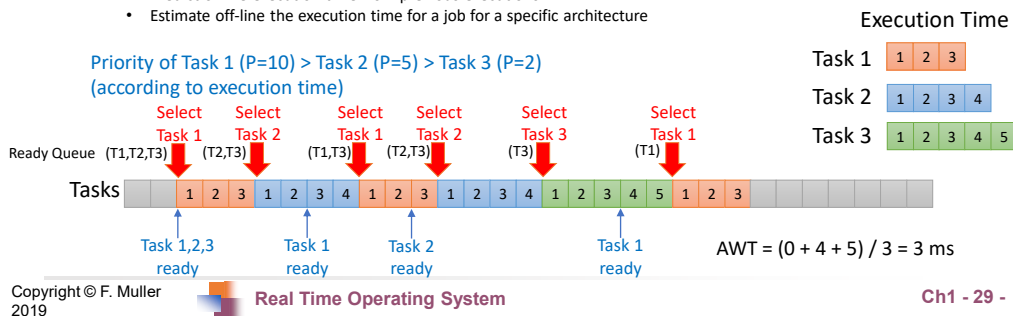 • Estimate off-line the execution time for a job for a specific architecture
Execution Time
Task 1 1 2 3
Task 2 1 2 3 4
Task 3 1 2 3 4 5
Priority of Task 1 (P=10) > Task 2 (P=5) > Task 3 (P=2)
(according to execution time)
Select Task 1 Select Task 2 Select Task 1 Select Task 2 Select Task 3 Select Task 1
Ready Queue (T1,T2,T3) (T2,T3) (T1,T3) (T2,T3) (T3) (T1)
Tasks 1 2 3 1 2 3 4 1 2 3 1 2 3 4 1 2 3 4 5 1 2 3
Task 1,2,3 ready Task 1 ready Task 2 ready Task 1 ready
AWT = (0 + 4 + 5) / 3 = 3 ms
Copyright © F. Muller 2019
Real Time Operating System
Ch1 - 29 -